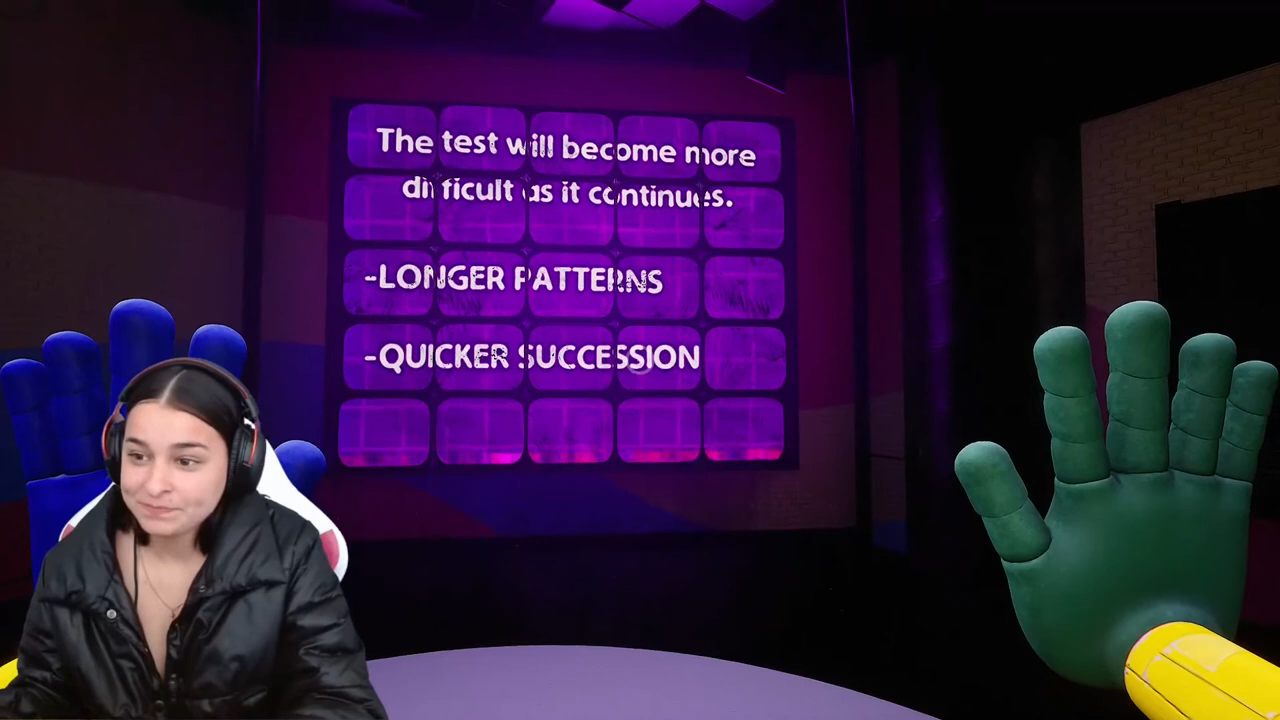 The test will become more
difficult as it continues.
-LONGER PATTERNS
-QUICKER SUCCESSION